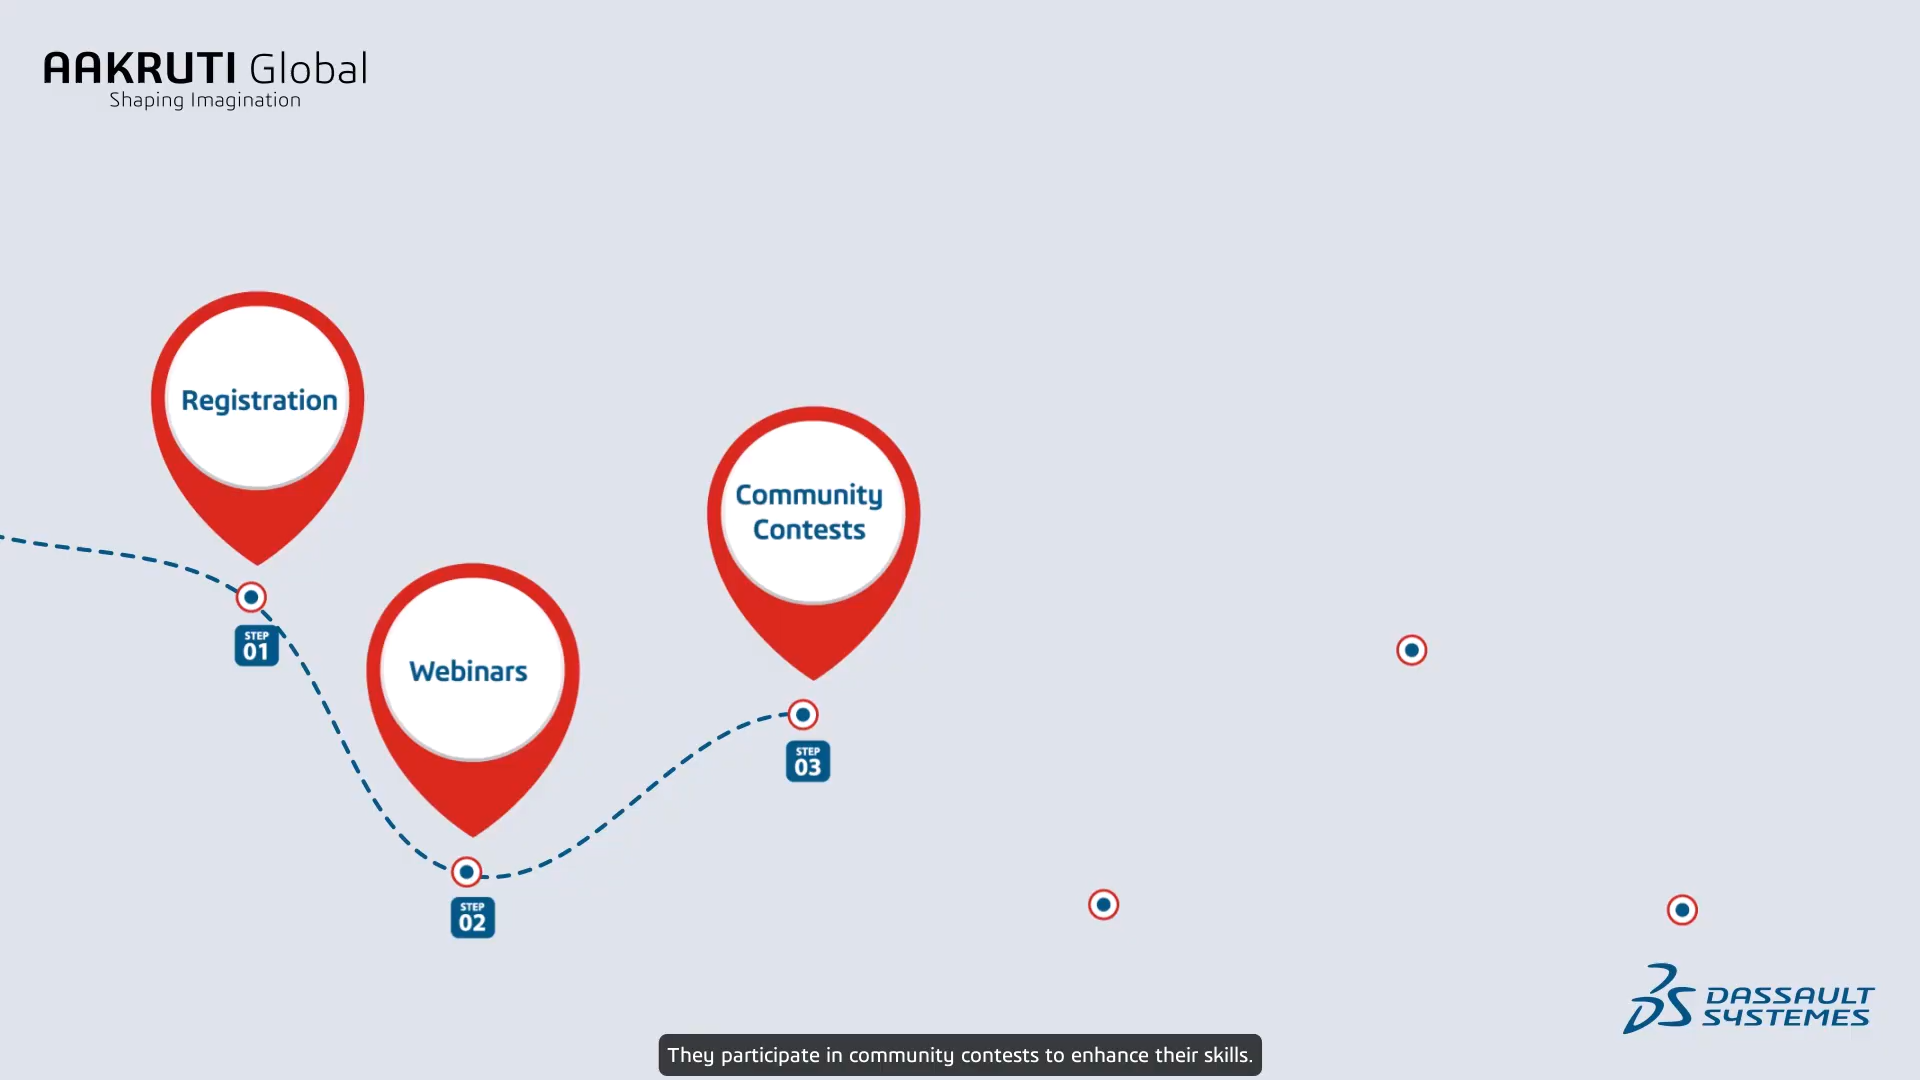 AAKRUTI Global
Shaping Imagination
Registration
STEP
01
Webinars
STEP
02
Community
Contests
STEP
03
DASSAULT
SYSTEMES
They participate in community contests to enhance their skills.